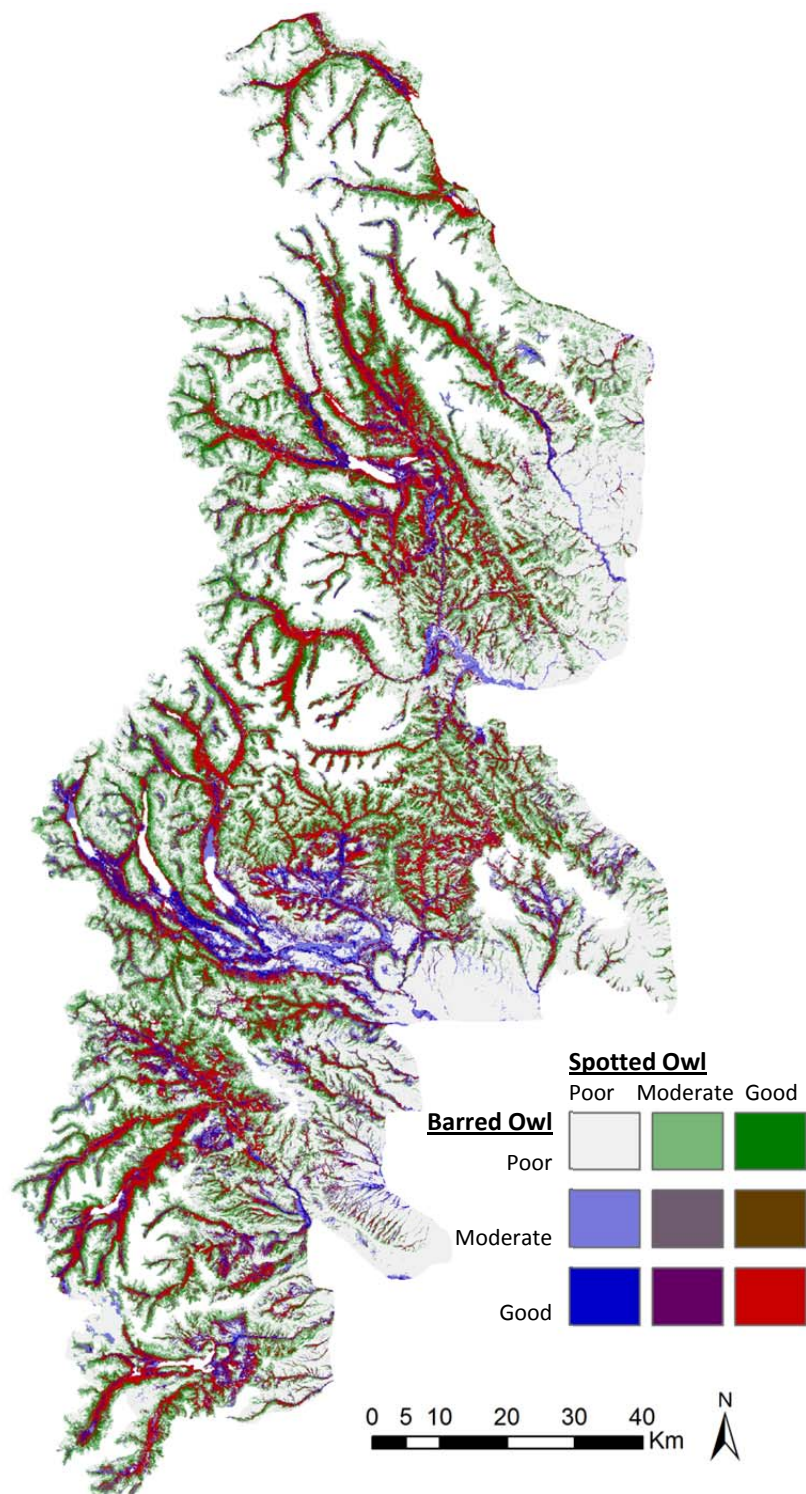 Spotted Owl
Poor Moderate Good
Barred Owl
Poor
Moderate
Good
N
0 5 10 20 30 40
Km